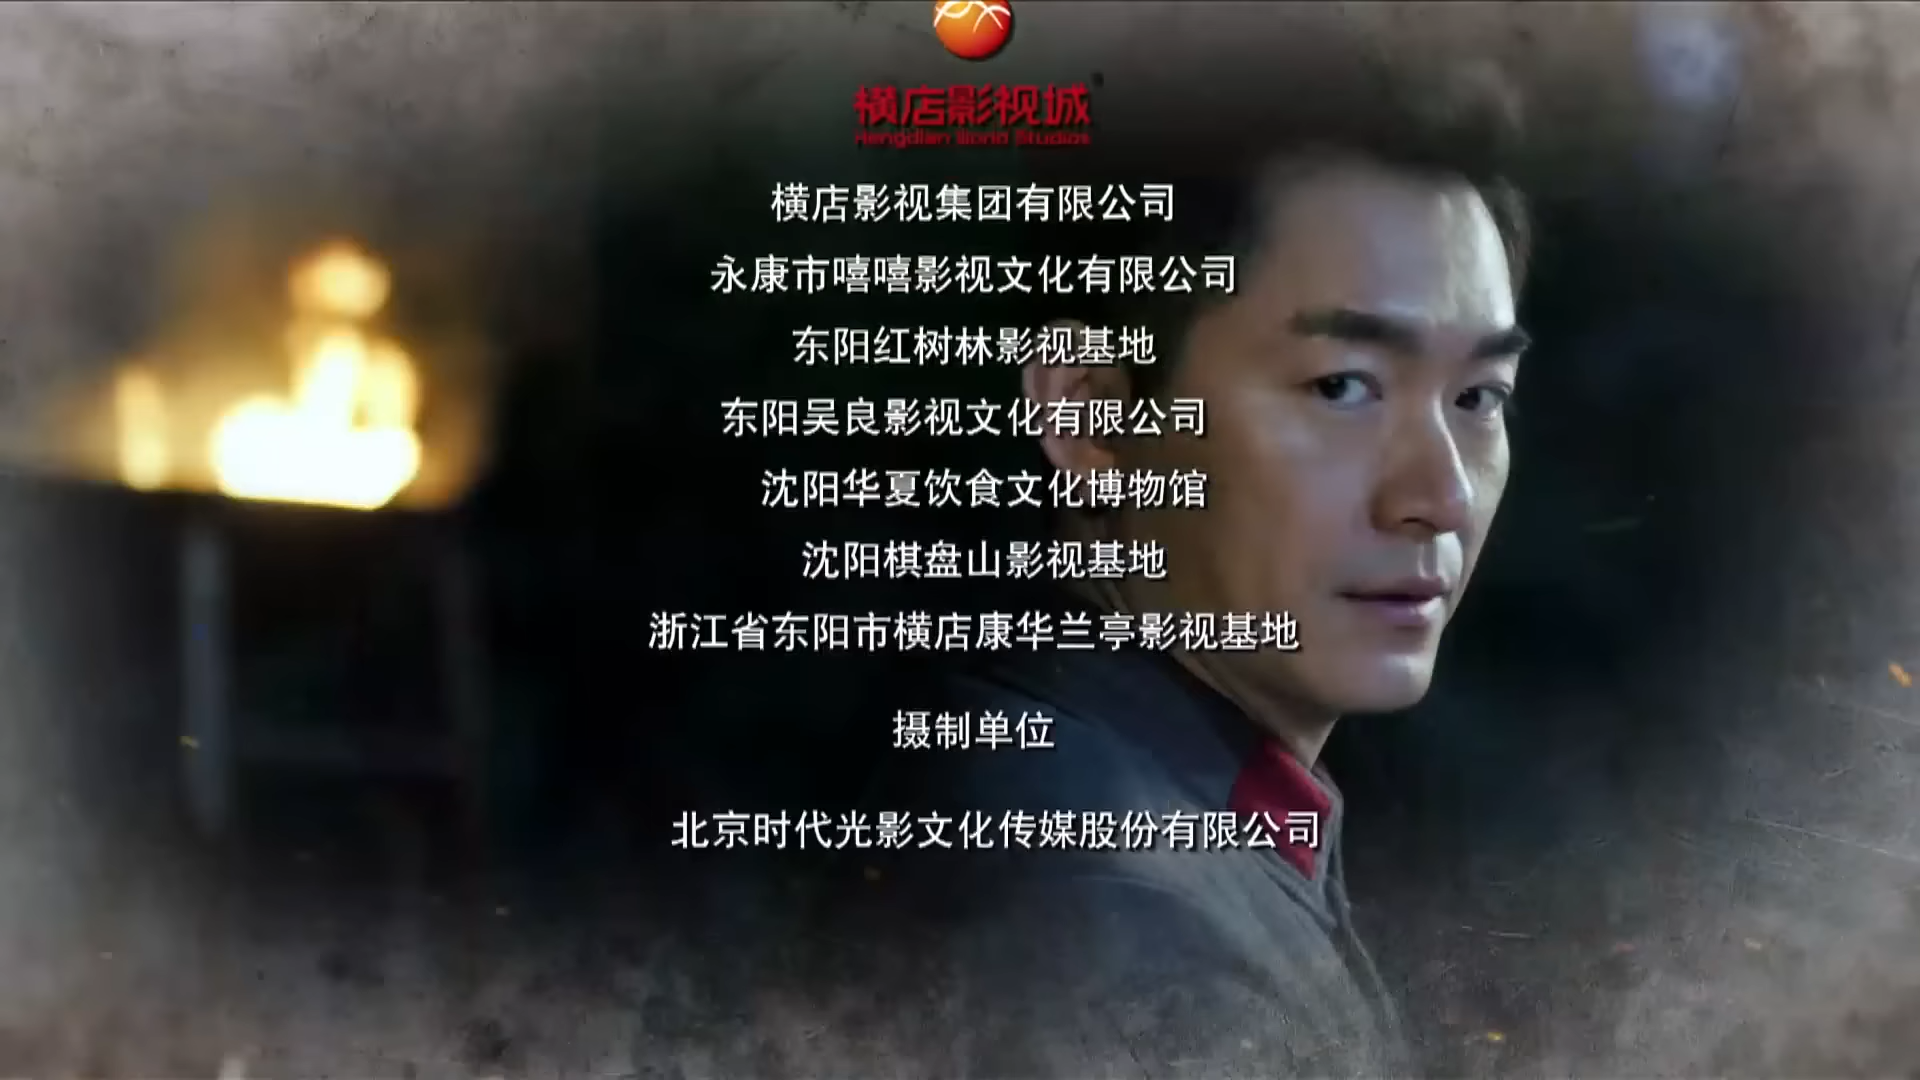 横店影视城
Hengdian World Studios
横店影视集团有限公司
永康市嘻嘻影视文化有限公司
东阳红树林影视基地
东阳吴良影视文化有限公司
沈阳华夏饮食文化博物馆
沈阳棋盘山影视基地
浙江省东阳市横店康华兰亭影视基地
摄制单位
北京时代光影文化传媒股份有限公司